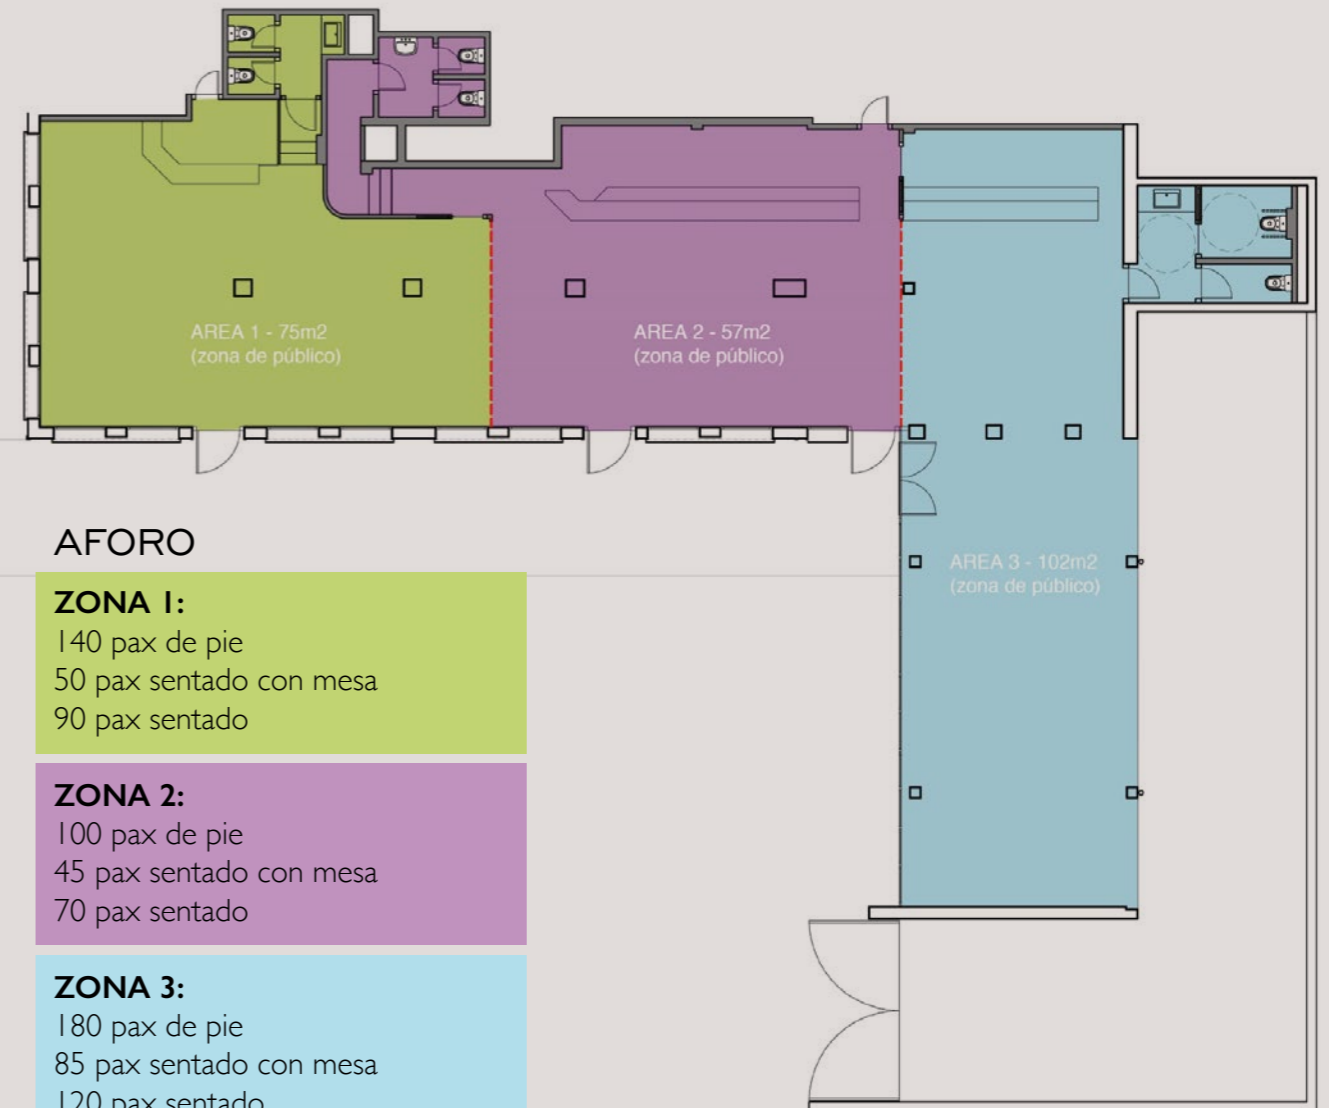 AREA 1 - 75m2
(zona de público)
AREA 2 - 57m2
(zona de público)
AREA 3 - 102m2
(zona de público)
AFORO
ZONA 1:
140 pax de pie
50 pax sentado con mesa
90 pax sentado
ZONA 2:
100 pax de pie
45 pax sentado con mesa
70 pax sentado
ZONA 3:
180 pax de pie
85 pax sentado con mesa
120 pax sentado